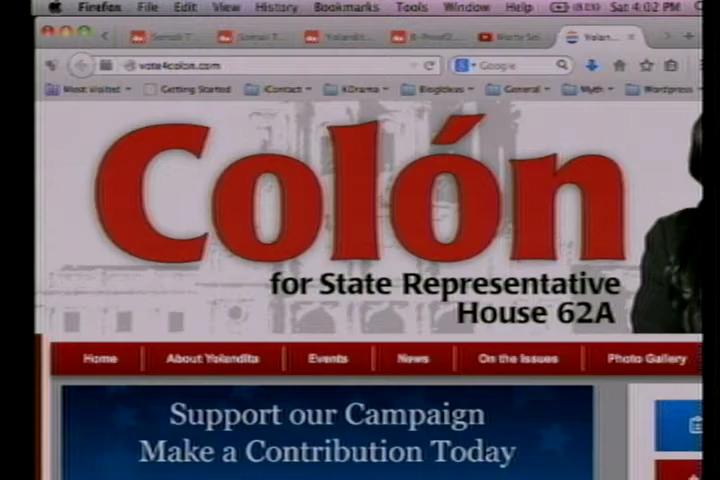 Firefox File Edit View History Bookmarks Tools Window Help Sat 4:02 PM
vote4colon.com Google
Most Visited Getting Started iContact KDrama General Myth Wordpress
Colón
for State Representative
House 62A
Home About Yolandita Events News On the Issues Photo Gallery
Support our Campaign
Make a Contribution Today